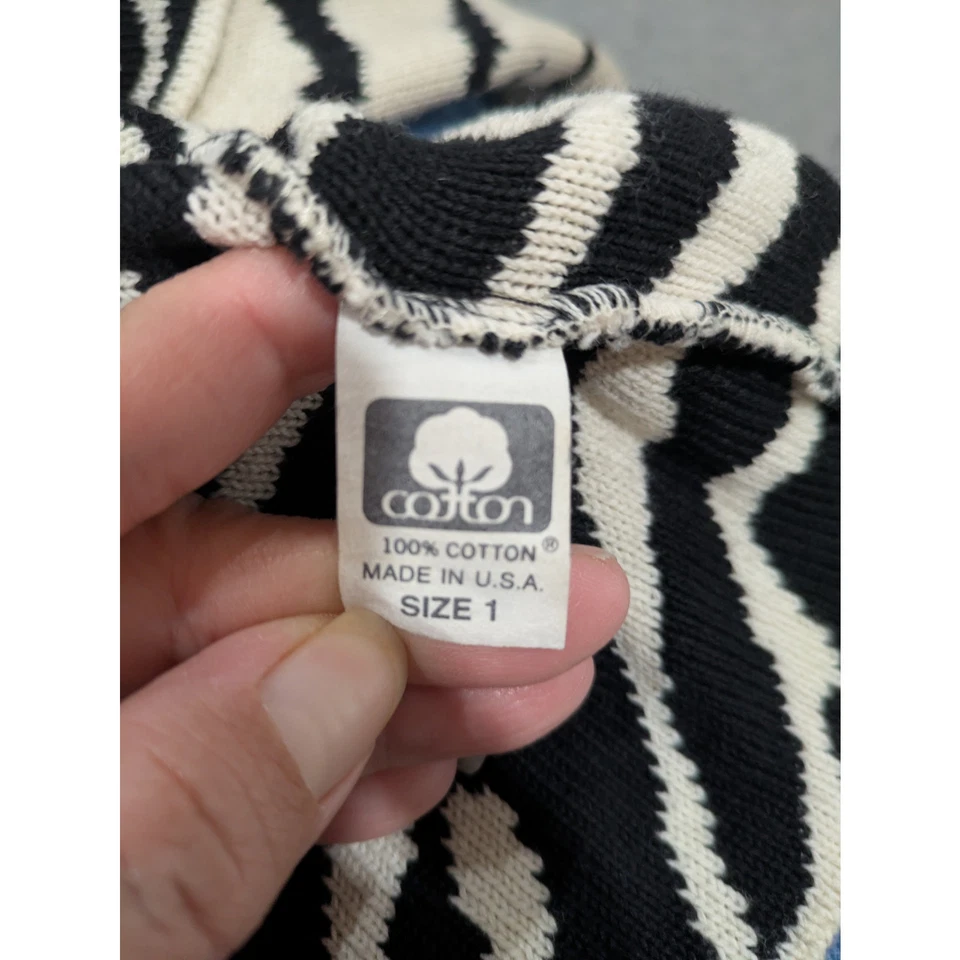 cotton
100% COTTON ®
MADE IN U.S.A.
SIZE 1